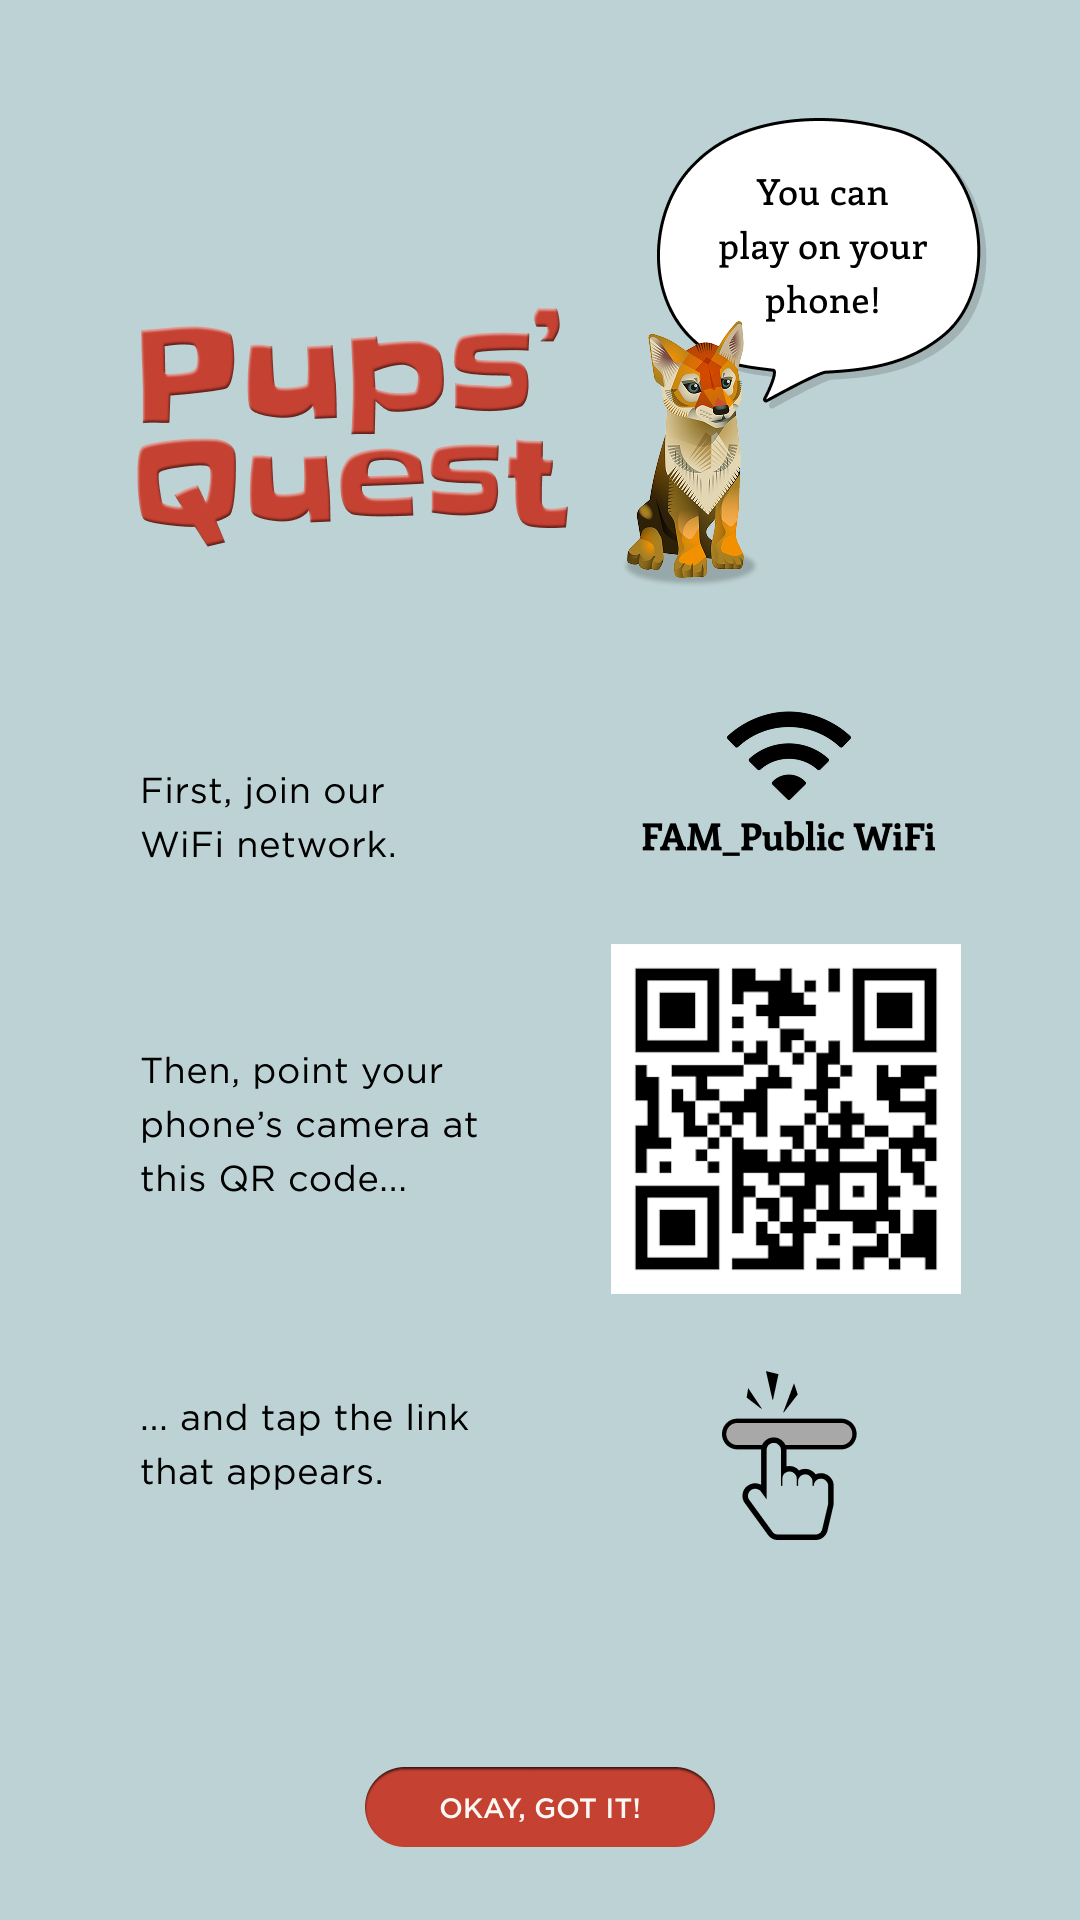 You can
play on your
phone!
Pups’
Quest
First, join our
WiFi network.
FAM_Public WiFi
Then, point your
phone’s camera at
this QR code...
... and tap the link
that appears.
OKAY, GOT IT!